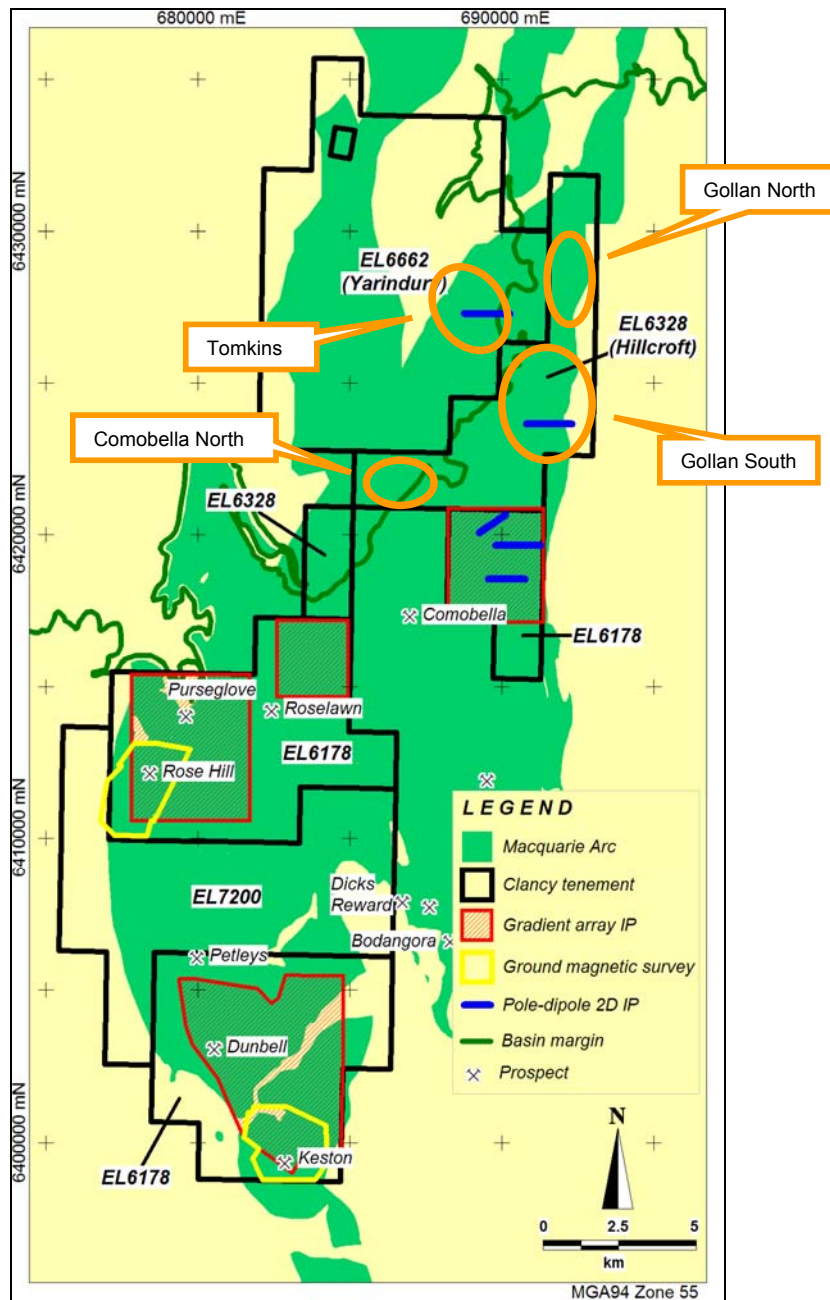 680000 mE
690000 mE
6430000 mN
Gollan North
EL6662
(Yarindury)
EL6328
(Hillcroft)
Tomkins
Comobella North
Gollan South
EL6328
6420000 mN
Comobella
EL6178
Purseglove
Roselawn
EL6178
Rose Hill
6410000 mN
LEGEND
Macquarie Arc
Clancy tenement
Gradient array IP
Ground magnetic survey
Pole-dipole 2D IP
Basin margin
Prospect
EL7200
Dicks
Reward
Bodangora
Petleys
Dunbell
6400000 mN
EL6178
Keston
N
0 2.5 5
km
MGA94 Zone 55